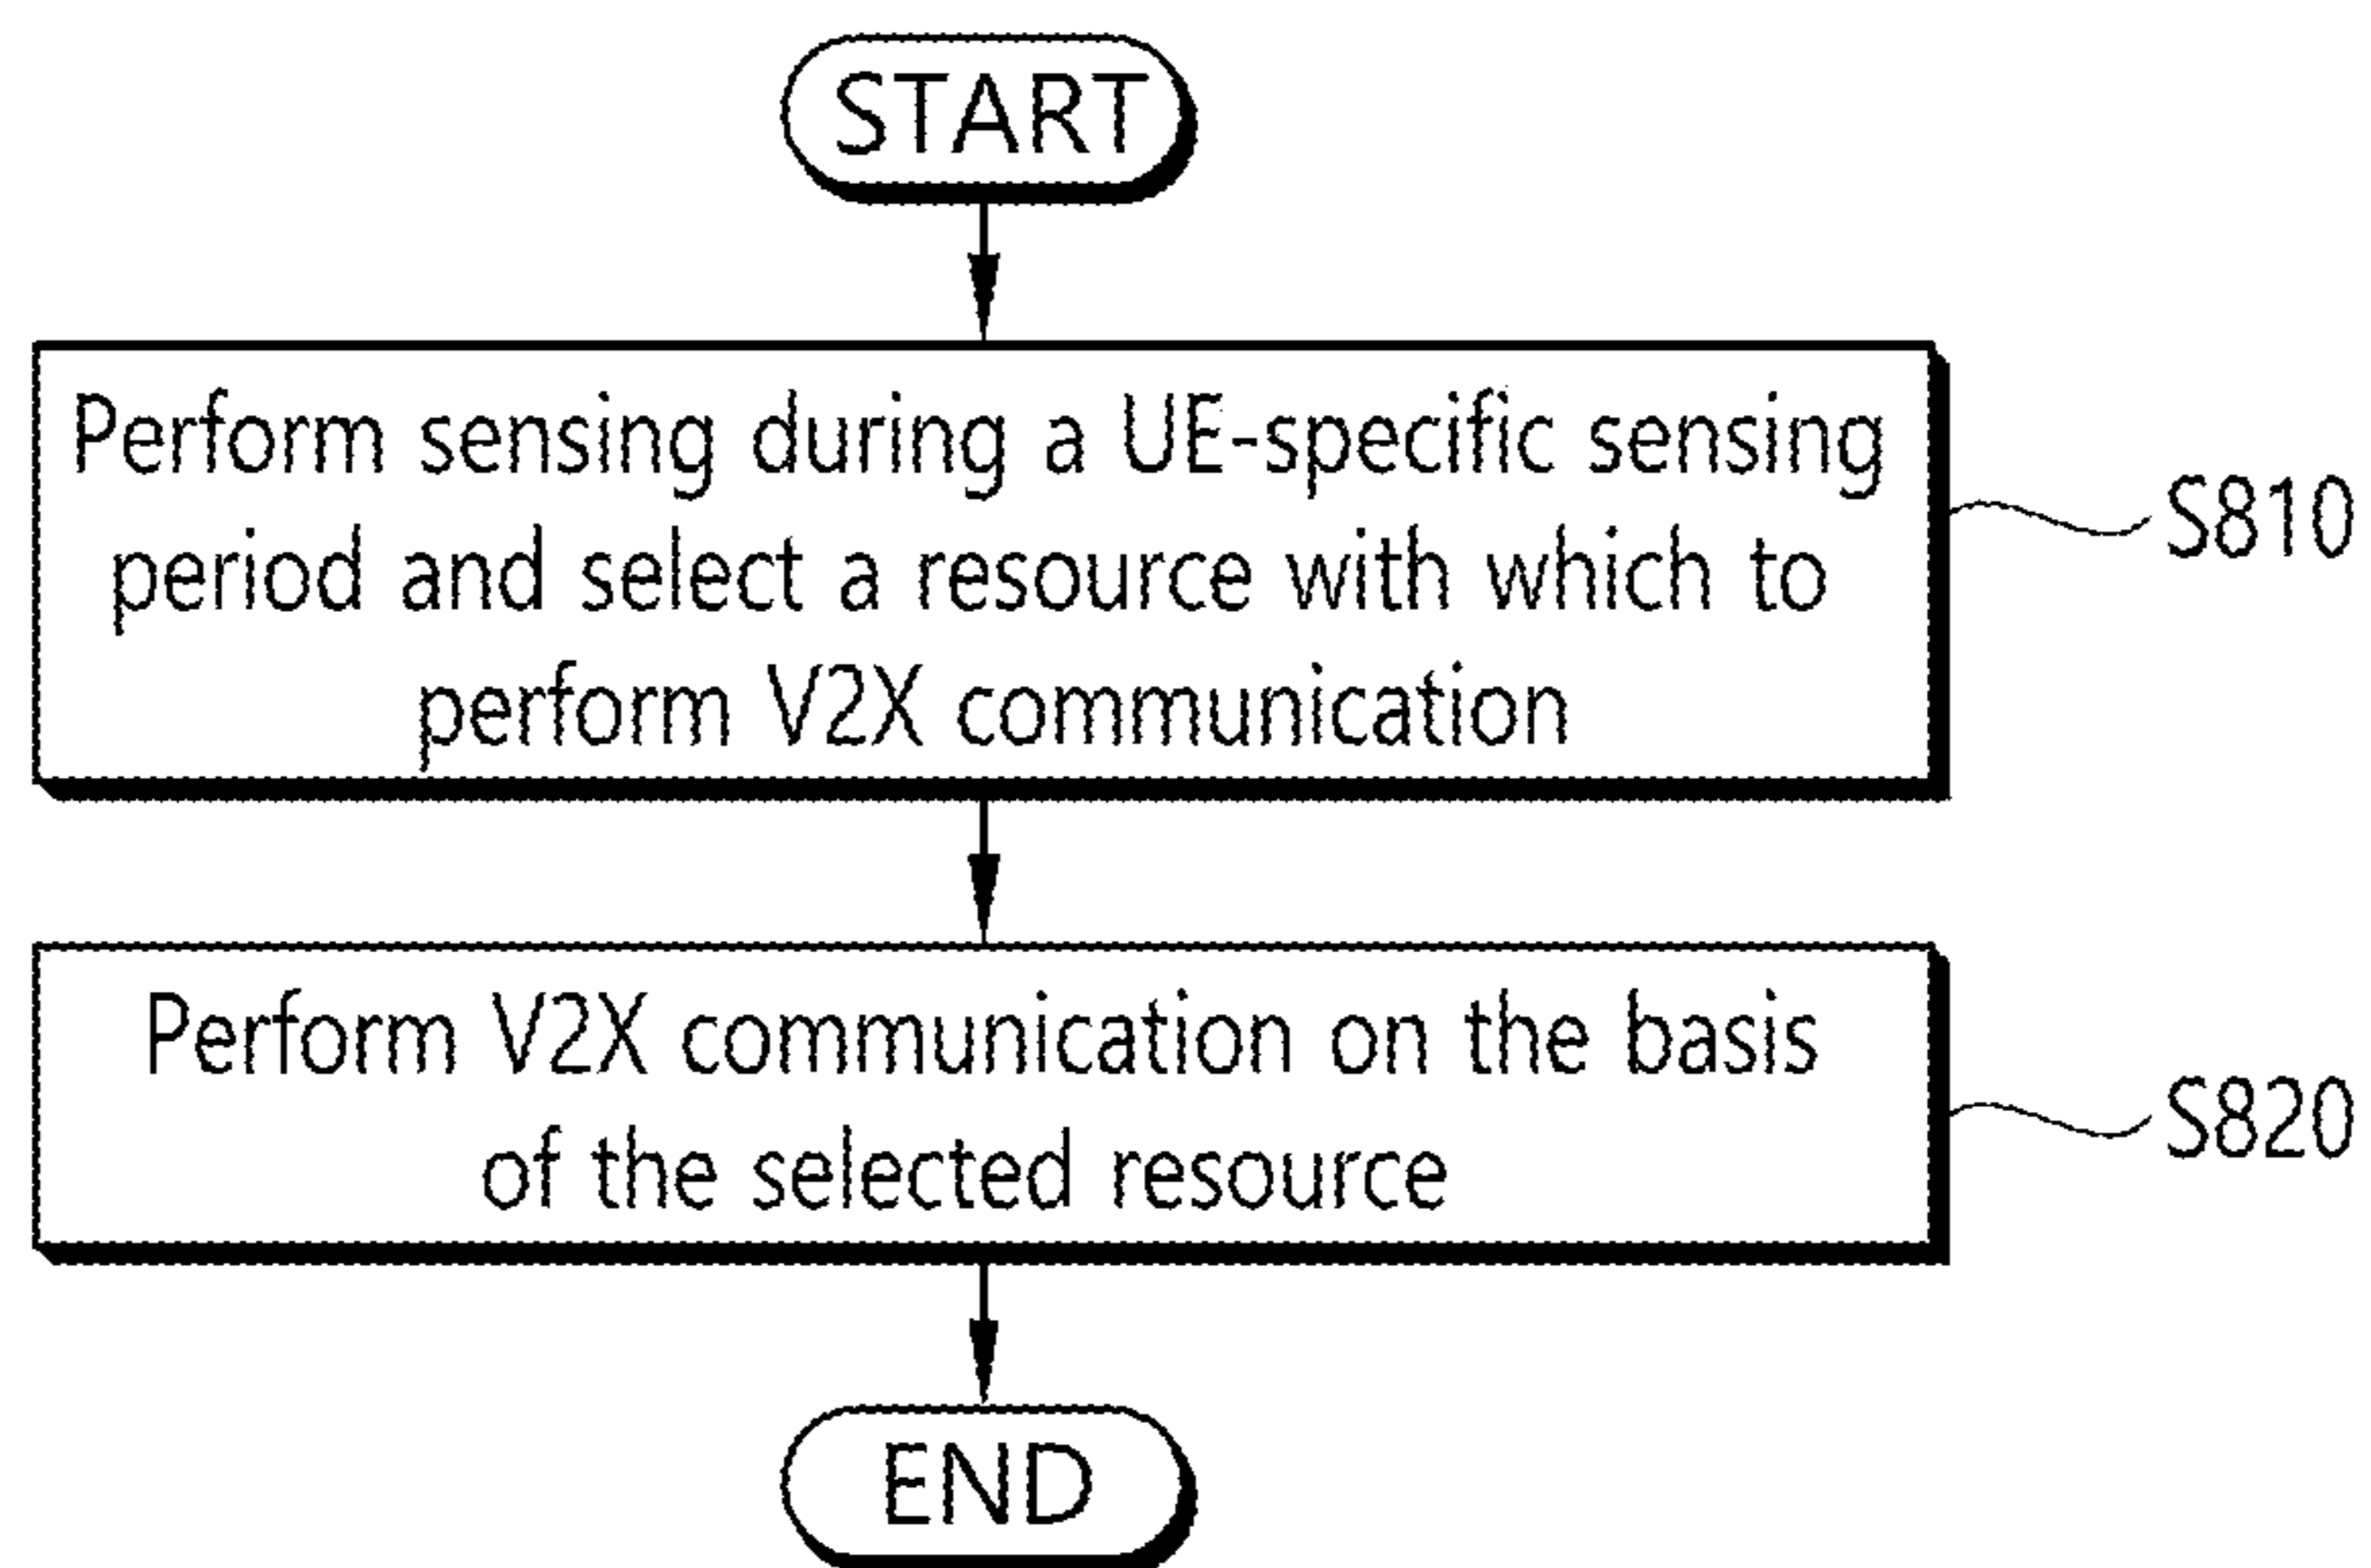 START
Perform sensing during a UE-specific sensing
period and select a resource with which to
perform V2X communication
S810
Perform V2X communication on the basis
of the selected resource
S820
END